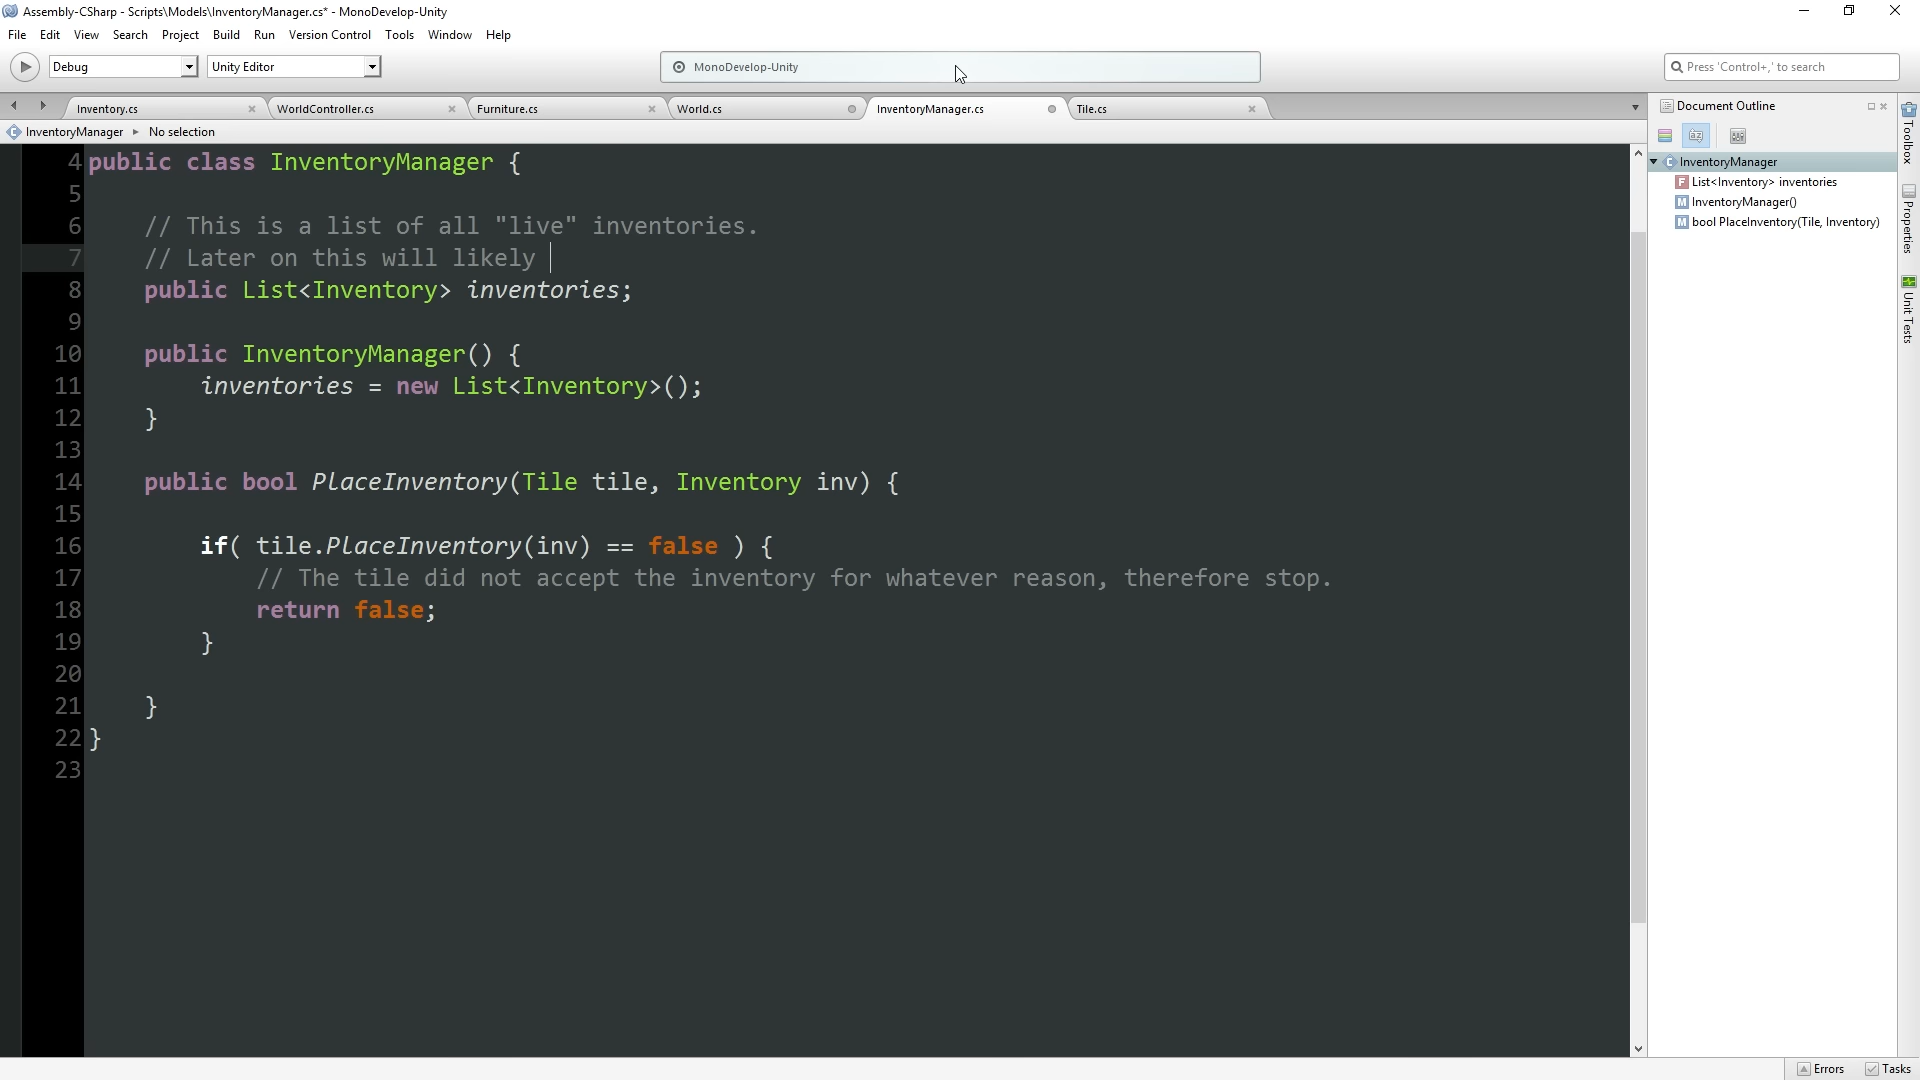 Assembly-CSharp - Scripts\Models\InventoryManager.cs* - MonoDevelop-Unity
File Edit View Search Project Build Run Version Control Tools Window Help
Debug Unity Editor MonoDevelop-Unity Press 'Control+,' to search
Inventory.cs WorldController.cs Furniture.cs World.cs InventoryManager.cs Tile.cs
InventoryManager No selection
4 public class InventoryManager {
5
6 // This is a list of all "live" inventories.
7 // Later on this will likely
8 public List<Inventory> inventories;
9
10 public InventoryManager() {
11 inventories = new List<Inventory>();
12 }
13
14 public bool PlaceInventory(Tile tile, Inventory inv) {
15
16 if( tile.PlaceInventory(inv) == false ) {
17 // The tile did not accept the inventory for whatever reason, therefore stop.
18 return false;
19 }
20
21 }
22 }
23
Document Outline
InventoryManager
List<Inventory> inventories
InventoryManager()
bool PlaceInventory(Tile, Inventory)
Toolbox
Properties
Unit Tests
Errors Tasks